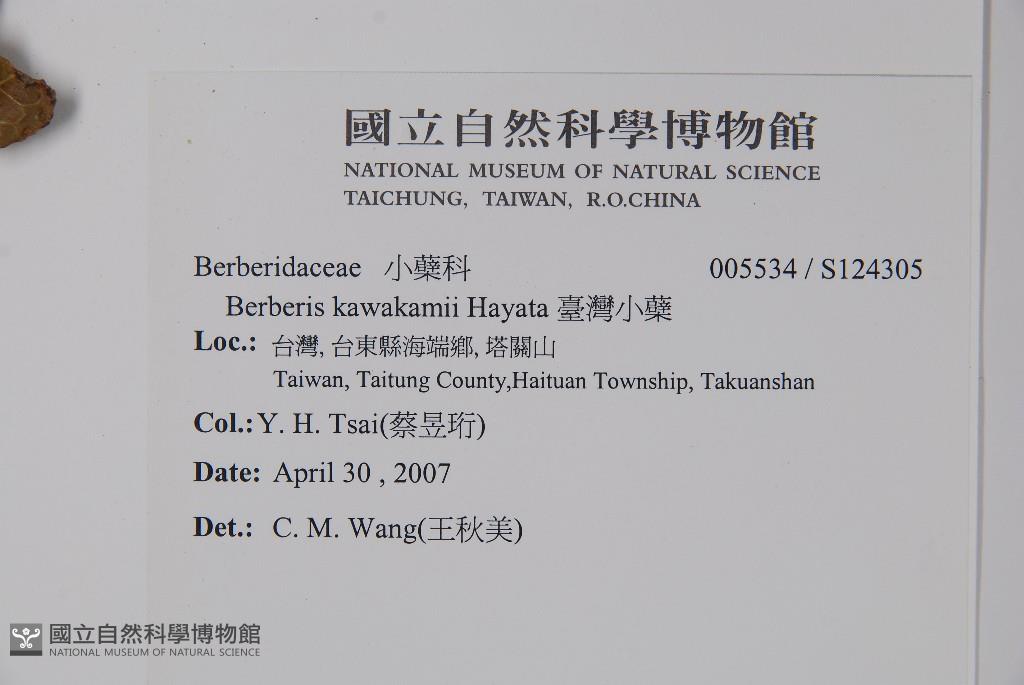 國立自然科學博物館
NATIONAL MUSEUM OF NATURAL SCIENCE
TAICHUNG, TAIWAN, R.O.CHINA
Berberidaceae 小蘗科 005534 / S124305
Berberis kawakamii Hayata 臺灣小蘗
Loc.: 台灣, 台東縣海端鄉, 塔關山
Taiwan, Taitung County,Haituan Township, Takuanshan
Col.:Y. H. Tsai(蔡昱珩)
Date: April 30 , 2007
Det.: C. M. Wang(王秋美)
國立自然科學博物館
NATIONAL MUSEUM OF NATURAL SCIENCE